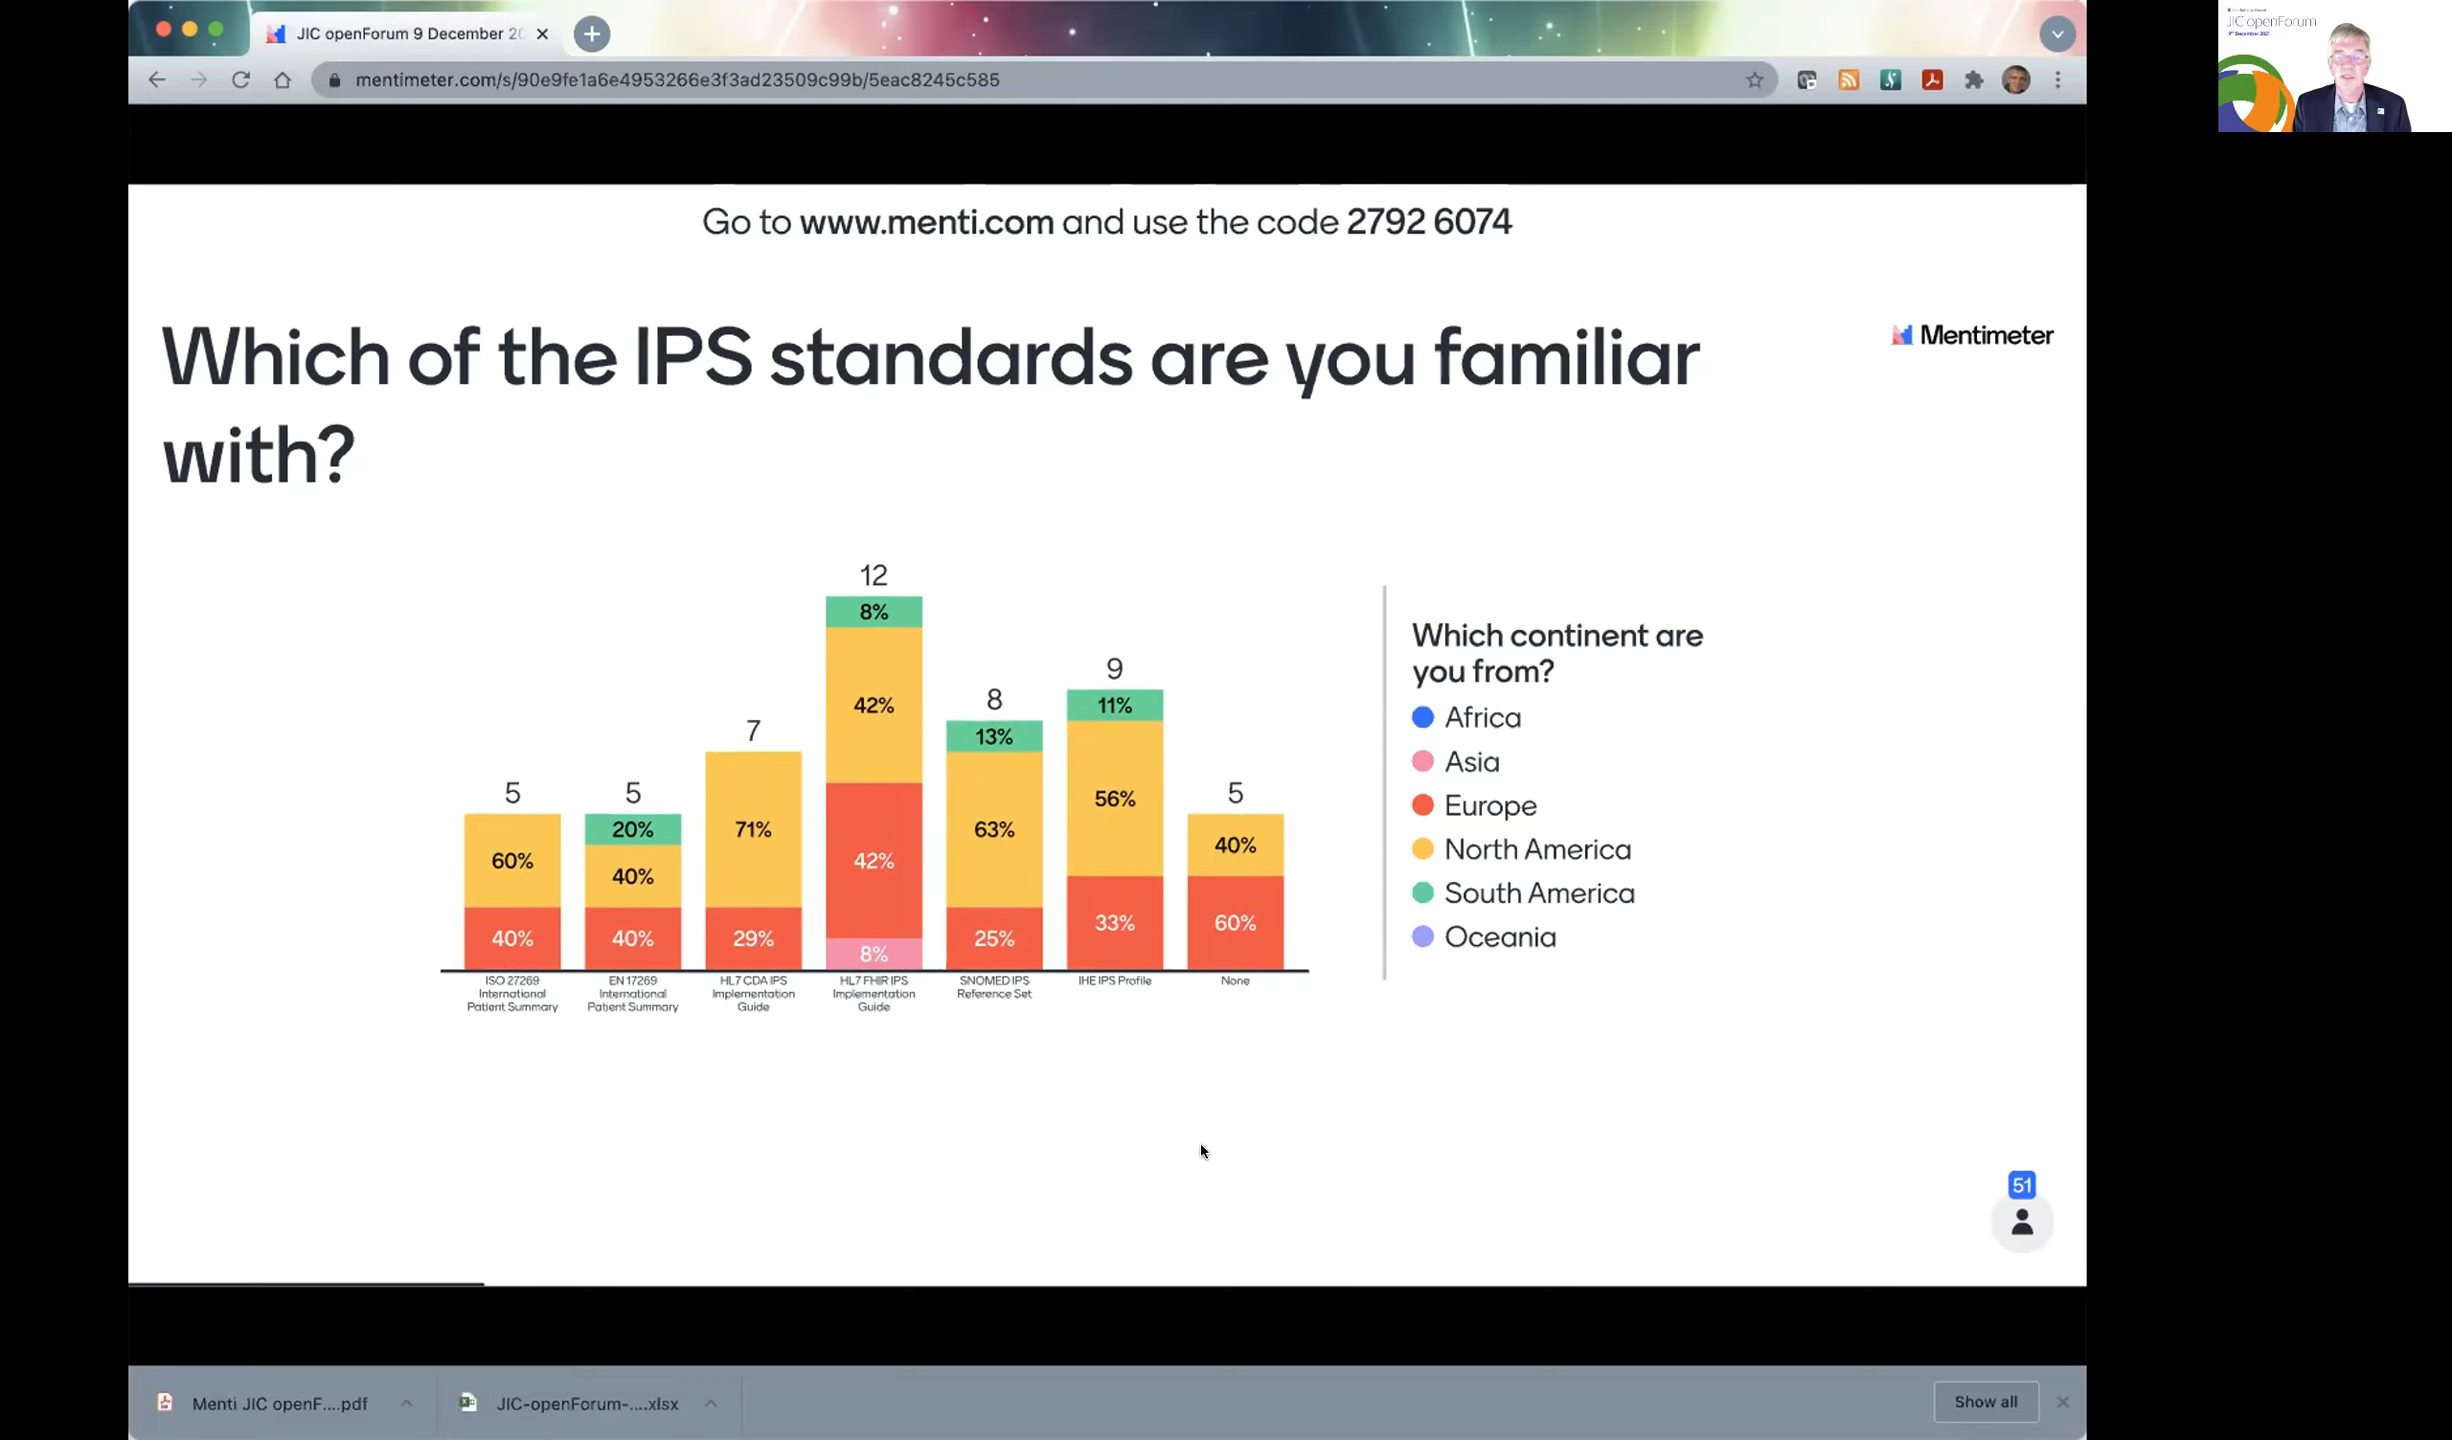 JIC openForum 9 December 20
mentimeter.com/s/90e9fe1a6e4953266e3f3ad23509c99b/5eac8245c585
JIC openForum
Go to www.menti.com and use the code 2792 6074
Mentimeter
Which of the IPS standards are you familiar
with?
12
8%
42%
42%
8%
9
11%
56%
33%
8
13%
63%
25%
7
71%
29%
5
60%
40%
5
20%
40%
40%
5
40%
60%
ISO 27269
International
Patient Summary
EN 17269
International
Patient Summary
HL7 CDA IPS
Implementation
Guide
HL7 FHIR IPS
Implementation
Guide
SNOMED IPS
Reference Set
IHE IPS Profile
None
Which continent are
you from?
Africa
Asia
Europe
North America
South America
Oceania
51
Menti JIC openF....pdf
JIC-openForum-....xlsx
Show all